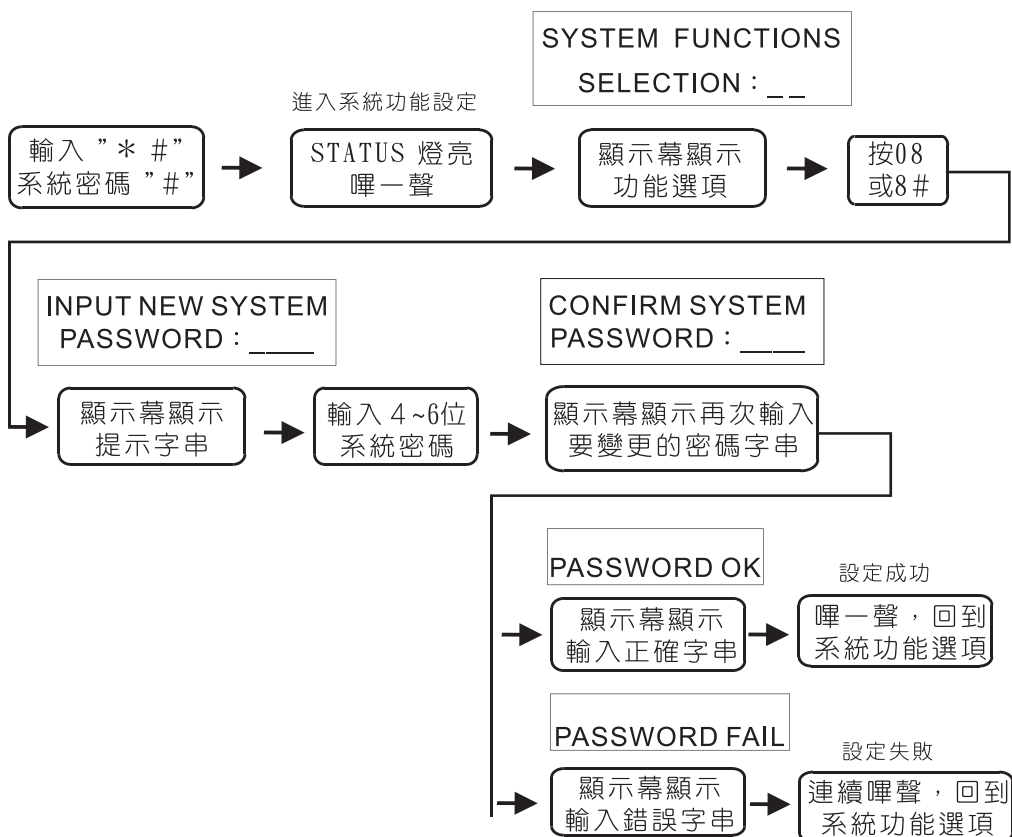 SYSTEM FUNCTIONS
SELECTION：_ _
進入系統功能設定
輸入 ”＊ #”
系統密碼 ”#”
STATUS 燈亮
嗶一聲
顯示幕顯示
功能選項
按08
或8＃
INPUT NEW SYSTEM
PASSWORD：____
CONFIRM SYSTEM
PASSWORD：____
顯示幕顯示
提示字串
輸入 4~6位
系統密碼
顯示幕顯示再次輸入
要變更的密碼字串
PASSWORD OK
設定成功
顯示幕顯示
輸入正確字串
嗶一聲，回到
系統功能選項
PASSWORD FAIL
設定失敗
顯示幕顯示
輸入錯誤字串
連續嗶聲，回到
系統功能選項